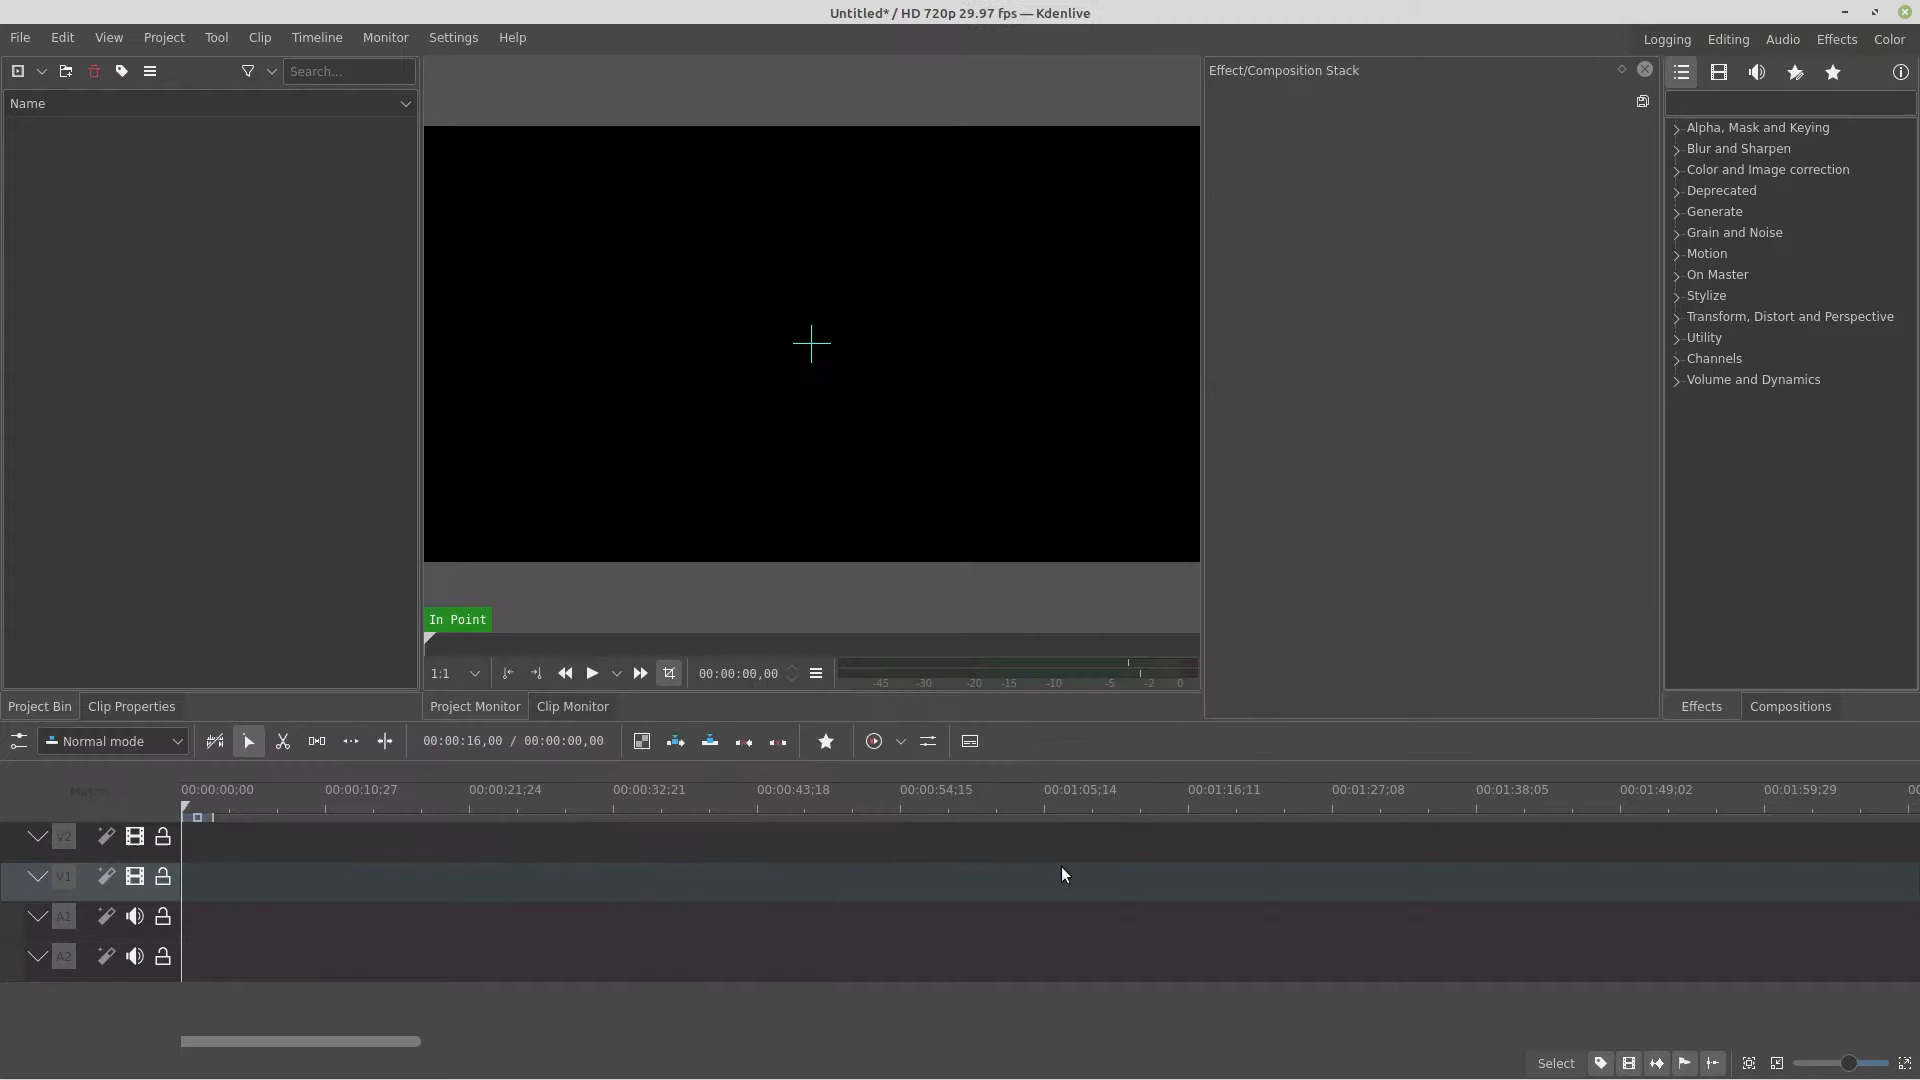 Untitled* / HD 720p 29.97 fps — Kdenlive
File Edit View Project Tool Clip Timeline Monitor Settings Help
Logging Editing Audio Effects Color
Search...
Name
Effect/Composition Stack
Alpha, Mask and Keying
Blur and Sharpen
Color and Image correction
Deprecated
Generate
Grain and Noise
Motion
On Master
Stylize
Transform, Distort and Perspective
Utility
Channels
Volume and Dynamics
In Point
1:1
00:00:00,00
-45 -30 -20 -15 -10 -5 -2 0
Project Bin Clip Properties
Project Monitor Clip Monitor
Effects Compositions
Normal mode
00:00:16,00 / 00:00:00,00
Master
00:00:00;00 00:00:10;27 00:00:21;24 00:00:32;21 00:00:43;18 00:00:54;15 00:01:05;14 00:01:16;11 00:01:27;08 00:01:38;05 00:01:49;02 00:01:59;29 00
V2
V1
A1
A2
Select